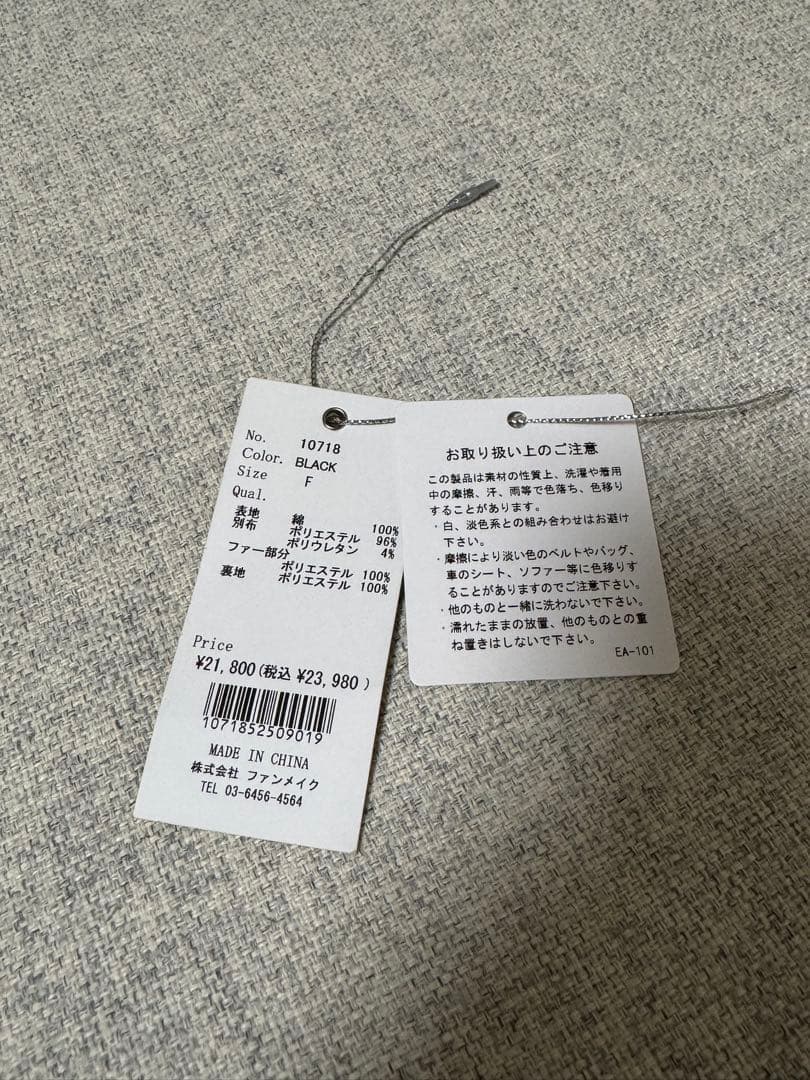 No. 10718
Color. BLACK
Size F
Qual.
表地 綿 100%
別布 ポリエステル 96%
ポリウレタン 4%
ファー部分
ポリエステル 100%
裏地 ポリエステル 100%
Price
¥21,800(税込 ¥23,980 )
1071852509019
MADE IN CHINA
株式会社 ファンメイク
TEL 03-6456-4564
お取り扱い上のご注意
この製品は素材の性質上、洗濯や着用
中の摩擦、汗、雨等で色落ち、色移り
することがあります。
・白、淡色系との組み合わせはお避け
下さい。
・摩擦により淡い色のベルトやバッグ、
車のシート、ソファー等に色移りす
ることがありますのでご注意下さい。
・他のものと一緒に洗わないで下さい。
・濡れたままの放置、他のものとの重
ね置きはしないで下さい。
EA-101